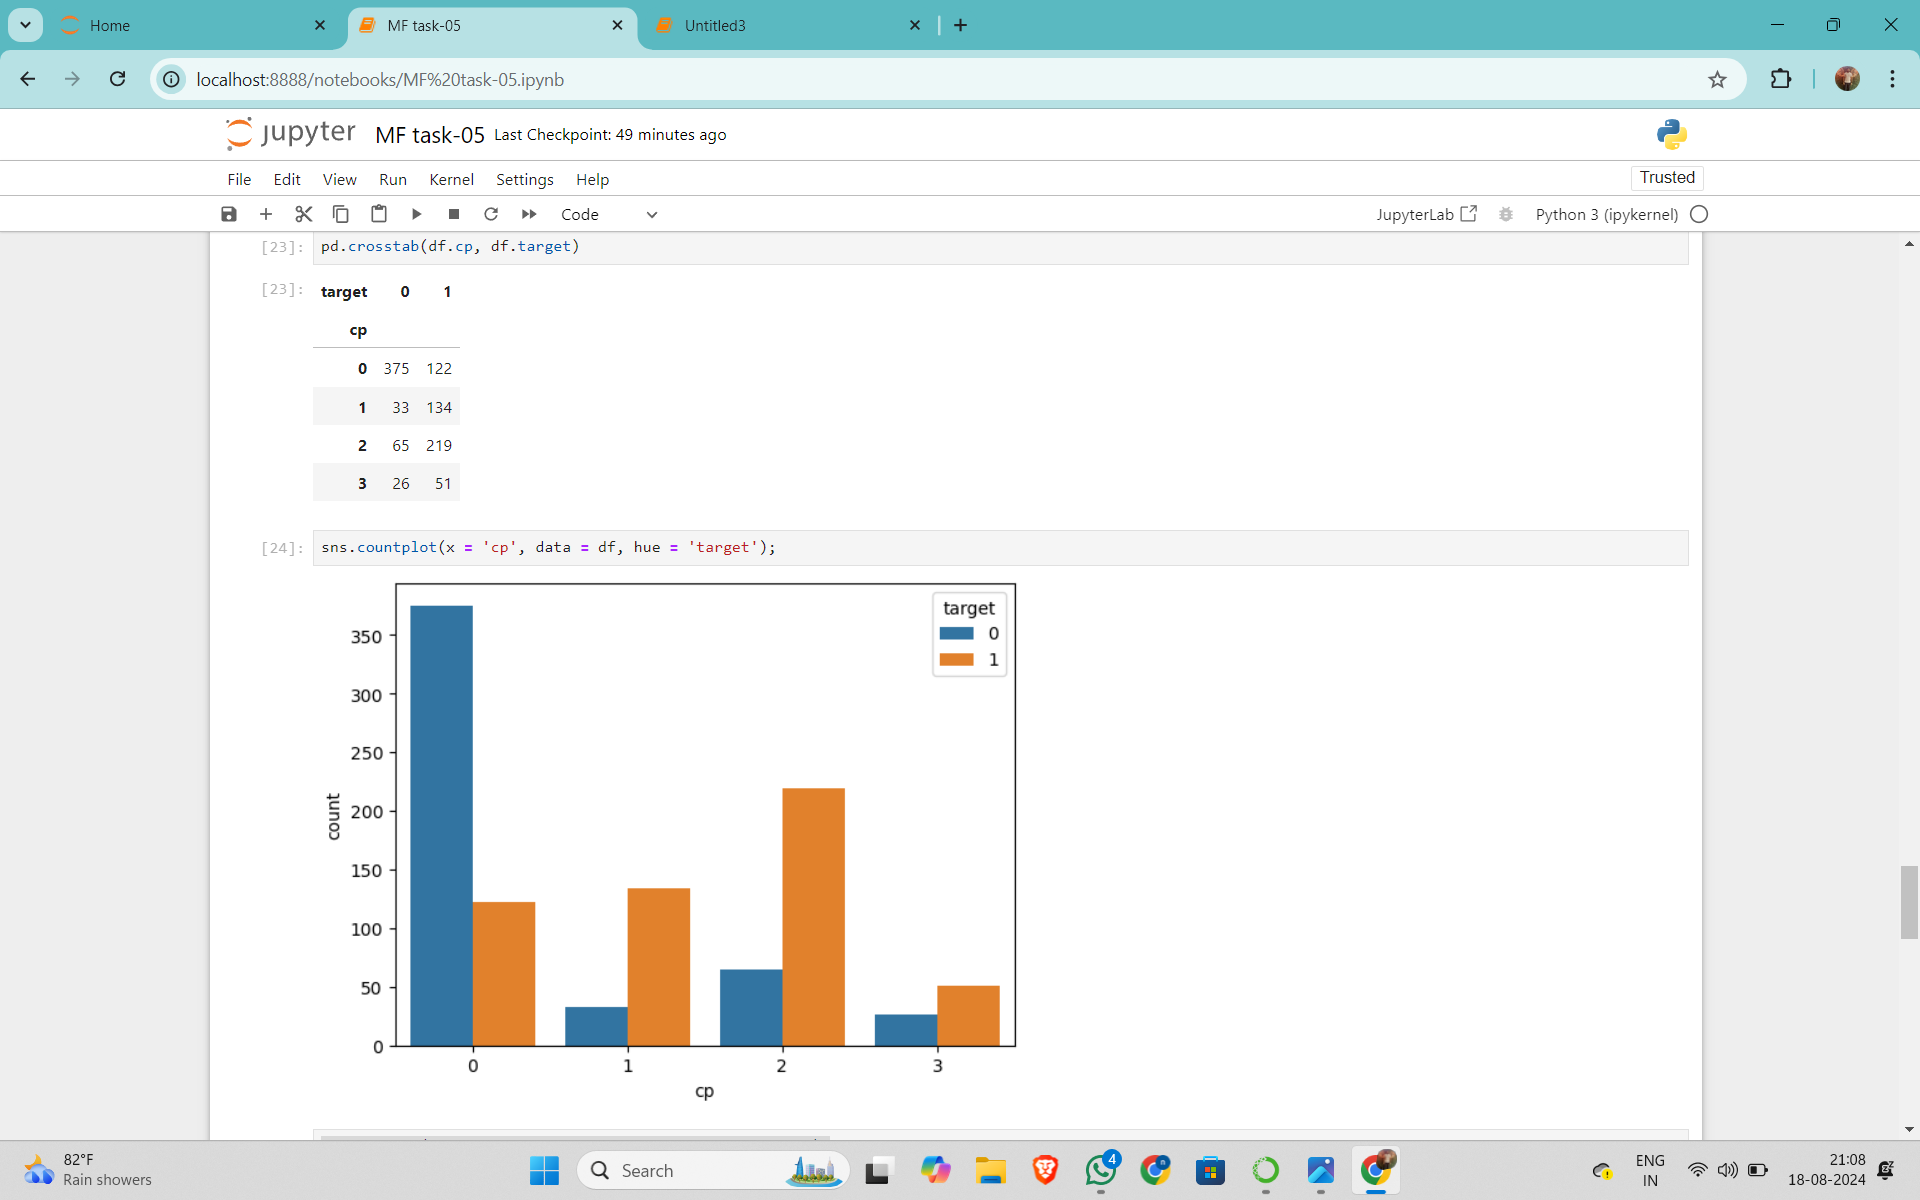 Home
MF task-05
Untitled3
localhost:8888/notebooks/MF%20task-05.ipynb
jupyter MF task-05 Last Checkpoint: 49 minutes ago
File Edit View Run Kernel Settings Help
Trusted
Code
JupyterLab
Python 3 (ipykernel)
[23]: pd.crosstab(df.cp, df.target)
[23]: target 0 1
cp
0 375 122
1 33 134
2 65 219
3 26 51
[24]: sns.countplot(x = 'cp', data = df, hue = 'target');
target
0
1
350
300
250
200
150
100
50
0
count
0 1 2 3
cp
82°F
Rain showers
Search
4
ENG
IN
21:08
18-08-2024